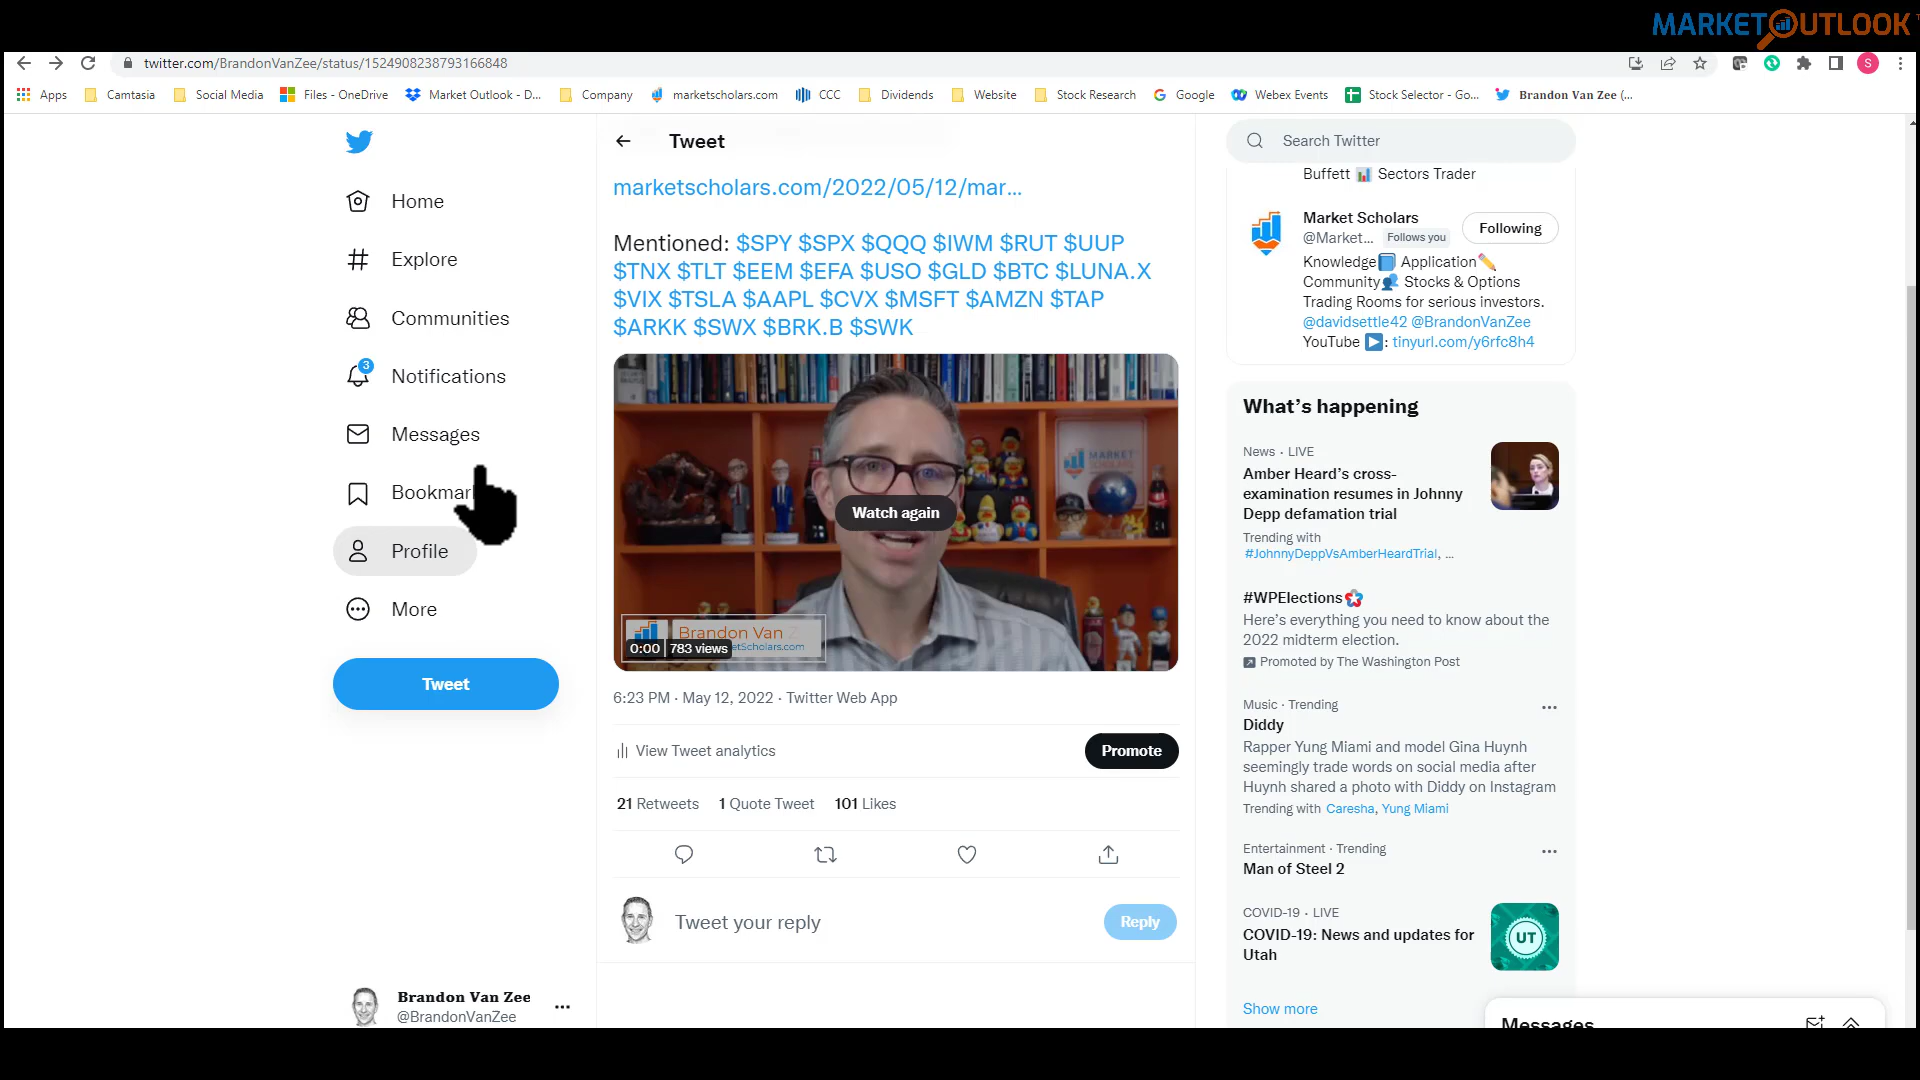 MARKETOUTLOOK
twitter.com/BrandonVanZee/status/1524908238793166848
S
Apps
Camtasia
Social Media
Files - OneDrive
Market Outlook - D...
Company
marketscholars.com
CCC
Dividends
Website
Stock Research
Google
Webex Events
Stock Selector - Go...
Brandon Van Zee (...
Home
Explore
Communities
3
Notifications
Messages
Bookmar
Profile
More
Tweet
Brandon Van Zee
@BrandonVanZee
Tweet
marketscholars.com/2022/05/12/mar...
Mentioned: $SPY $SPX $QQQ $IWM $RUT $UUP
$TNX $TLT $EEM $EFA $USO $GLD $BTC $LUNA.X
$VIX $TSLA $AAPL $CVX $MSFT $AMZN $TAP
$ARKK $SWX $BRK.B $SWK
MARKET
SCHOLARS
Watch again
Brandon Van Z
0:00 783 views
etScholars.com
6:23 PM · May 12, 2022 · Twitter Web App
View Tweet analytics
Promote
21 Retweets 1 Quote Tweet 101 Likes
Tweet your reply
Reply
Search Twitter
Buffett 📊 Sectors Trader
Market Scholars
@Market... Follows you
Following
Knowledge📘 Application✏️
Community👥 Stocks & Options
Trading Rooms for serious investors.
@davidsettle42 @BrandonVanZee
YouTube ▶️: tinyurl.com/y6rfc8h4
What's happening
News · LIVE
Amber Heard's cross-
examination resumes in Johnny
Depp defamation trial
Trending with
#JohnnyDeppVsAmberHeardTrial, ...
#WPElections
Here's everything you need to know about the
2022 midterm election.
Promoted by The Washington Post
Music · Trending
Diddy
Rapper Yung Miami and model Gina Huynh
seemingly trade words on social media after
Huynh shared a photo with Diddy on Instagram
Trending with Caresha, Yung Miami
Entertainment · Trending
Man of Steel 2
COVID-19 · LIVE
COVID-19: News and updates for
Utah
UT
Show more
Messages